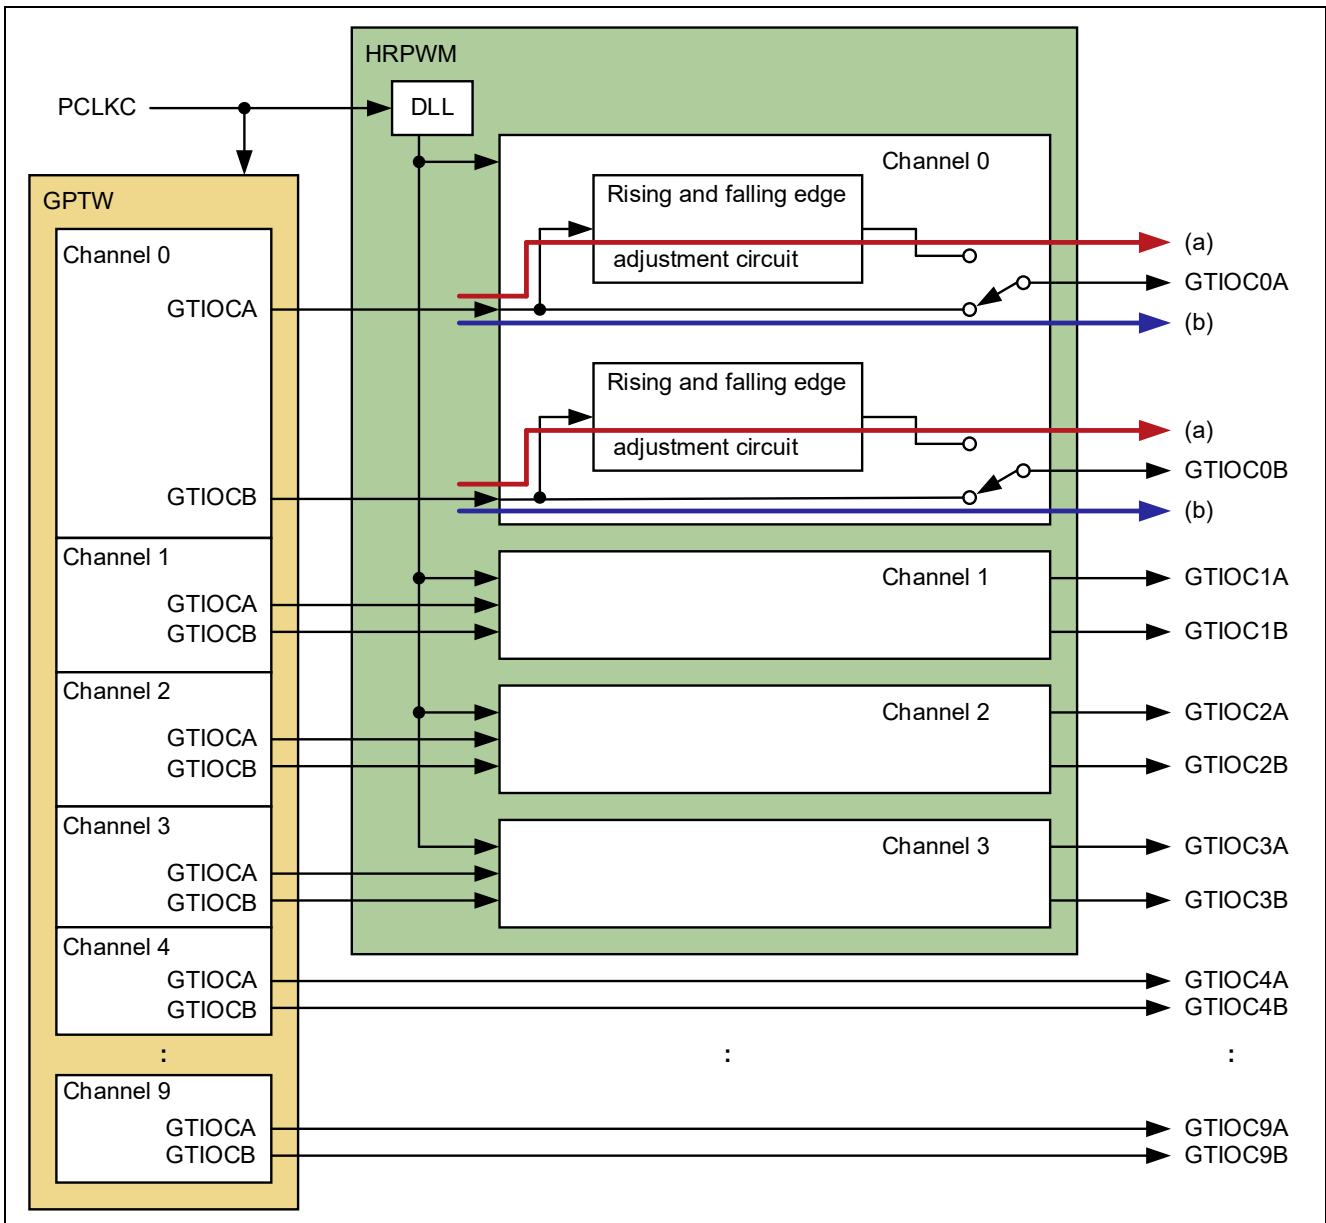 HRPWM
PCLKC
DLL
Channel 0
GPTW
Rising and falling edge
adjustment circuit
Channel 0
GTIOCA
(a)
GTIOC0A
(b)
Rising and falling edge
adjustment circuit
GTIOCB
(a)
GTIOC0B
(b)
Channel 1
GTIOCA
GTIOCB
Channel 1
GTIOC1A
GTIOC1B
Channel 2
GTIOCA
GTIOCB
Channel 2
GTIOC2A
GTIOC2B
Channel 3
GTIOCA
GTIOCB
Channel 3
GTIOC3A
GTIOC3B
Channel 4
GTIOCA
GTIOCB
GTIOC4A
GTIOC4B
: : :
Channel 9
GTIOCA
GTIOCB
GTIOC9A
GTIOC9B